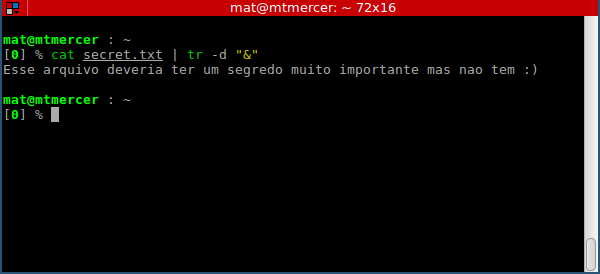 mat@mtmercer: ~ 72x16
mat@mtmercer : ~
[0] % cat secret.txt | tr -d "&"
Esse arquivo deveria ter um segredo muito importante mas nao tem :)
mat@mtmercer : ~
[0] %